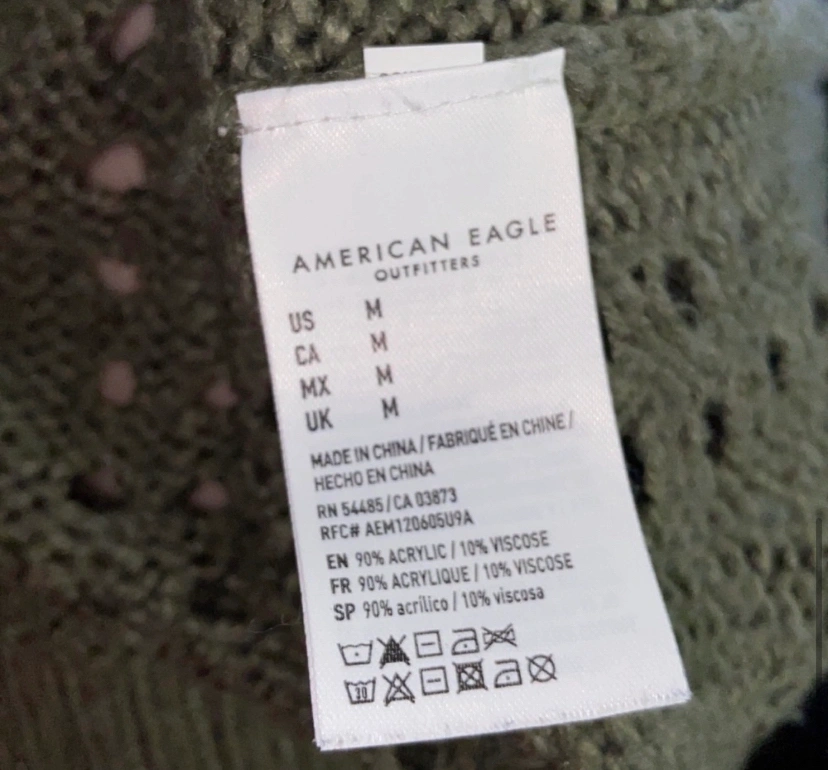 AMERICAN EAGLE
OUTFITTERS
US M
CA M
MX M
UK M
MADE IN CHINA / FABRIQUÉ EN CHINE /
HECHO EN CHINA
RN 54485 / CA 03873
RFC# AEM120605U9A
EN 90% ACRYLIC / 10% VISCOSE
FR 90% ACRYLIQUE / 10% VISCOSE
SP 90% acrílico / 10% viscosa
30